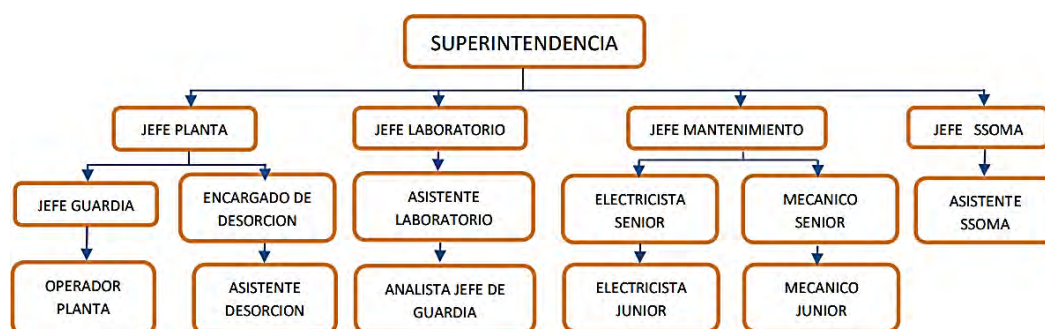 SUPERINTENDENCIA
JEFE PLANTA
JEFE LABORATORIO
JEFE MANTENIMIENTO
JEFE SSOMA
JEFE GUARDIA
ENCARGADO DE
DESORCION
ASISTENTE
LABORATORIO
ELECTRICISTA
SENIOR
MECANICO
SENIOR
ASISTENTE
SSOMA
OPERADOR
PLANTA
ASISTENTE
DESORCION
ANALISTA JEFE DE
GUARDIA
ELECTRICISTA
JUNIOR
MECANICO
JUNIOR